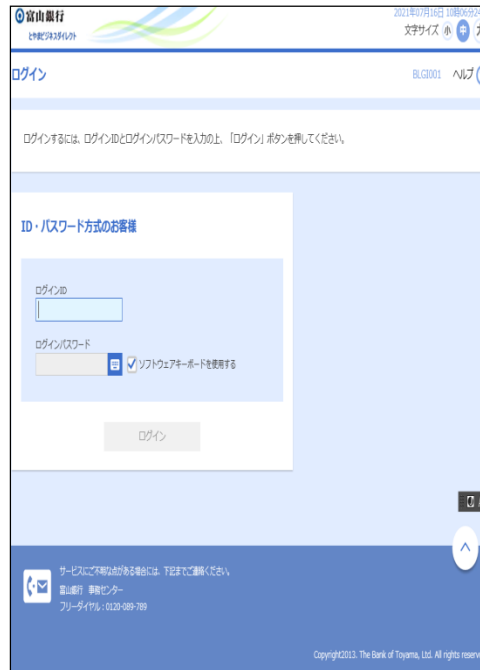 富山銀行
とやまビジネスダイレクト
2021年07月16日 10時06分24
文字サイズ 小 中
ログイン
BLGI001 ヘルプ
ログインするには、ログインIDとログインパスワードを入力の上、「ログイン」ボタンを押してください。
ID・パスワード方式のお客様
ログインID
ログインパスワード
ソフトウェアキーボードを使用する
ログイン
サービスにご不明な点がある場合には、下記までご連絡ください。
富山銀行 事務センター
フリーダイヤル：0120-089-789
Copyright2013. The Bank of Toyama, Ltd. All rights reserve